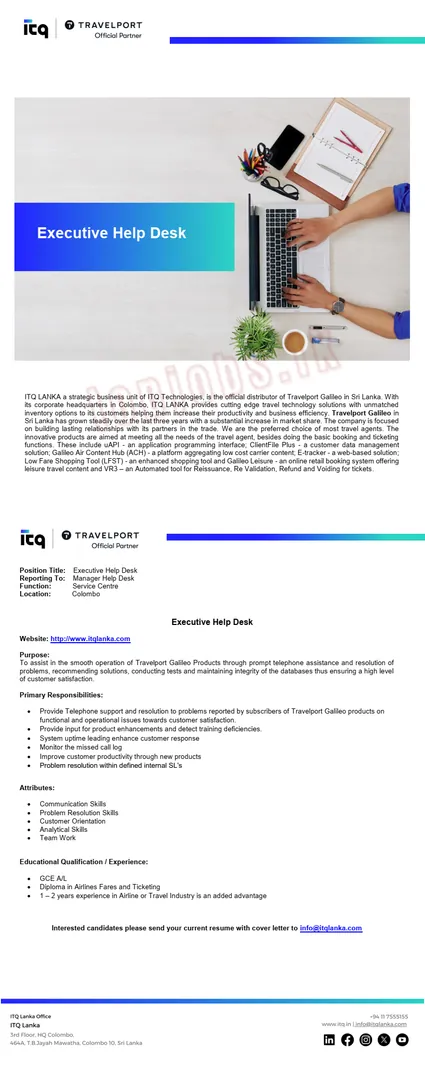 itq
TRAVELPORT
Official Partner
Executive Help Desk
ITQ LANKA a strategic business unit of ITQ Technologies, is the official distributor of Travelport Galileo in Sri Lanka. With
its corporate headquarters in Colombo, ITQ LANKA provides cutting edge travel technology solutions with unmatched
inventory options to its customers helping them increase their productivity and business efficiency. Travelport Galileo in
Sri Lanka has grown steadily over the last three years with a substantial increase in market share. The company is focused
on building lasting relationships with its partners in the trade. We are the preferred choice of most travel agents. The
innovative products are aimed at meeting all the needs of the travel agent, besides doing the basic booking and ticketing
functions. These include uAPI - an application programming interface; ClientFile Plus - a customer data management
solution; Galileo Air Content Hub (ACH) - a platform aggregating low cost carrier content; E-tracker - a web-based solution;
Low Fare Shopping Tool (LFST) - an enhanced shopping tool and Galileo Leisure - an online retail booking system offering
leisure travel content and VR3 – an Automated tool for Reissuance, Re Validation, Refund and Voiding for tickets.
itq
TRAVELPORT
Official Partner
Position Title: Executive Help Desk
Reporting To: Manager Help Desk
Function: Service Centre
Location: Colombo
Executive Help Desk
Website: http://www.itqlanka.com
Purpose:
To assist in the smooth operation of Travelport Galileo Products through prompt telephone assistance and resolution of
problems, recommending solutions, conducting tests and maintaining integrity of the databases thus ensuring a high level
of customer satisfaction.
Primary Responsibilities:
• Provide Telephone support and resolution to problems reported by subscribers of Travelport Galileo products on
functional and operational issues towards customer satisfaction.
• Provide input for product enhancements and detect training deficiencies.
• System uptime leading enhance customer response
• Monitor the missed call log
• Improve customer productivity through new products
• Problem resolution within defined internal SL's
Attributes:
• Communication Skills
• Problem Resolution Skills
• Customer Orientation
• Analytical Skills
• Team Work
Educational Qualification / Experience:
• GCE A/L
• Diploma in Airlines Fares and Ticketing
• 1 – 2 years experience in Airline or Travel Industry is an added advantage
Interested candidates please send your current resume with cover letter to info@itqlanka.com
ITQ Lanka Office
ITQ Lanka
3rd Floor, HQ Colombo,
464A, T.B.Jayah Mawatha, Colombo 10, Sri Lanka
+94 11 7555155
www.itq.in | info@itqlanka.com